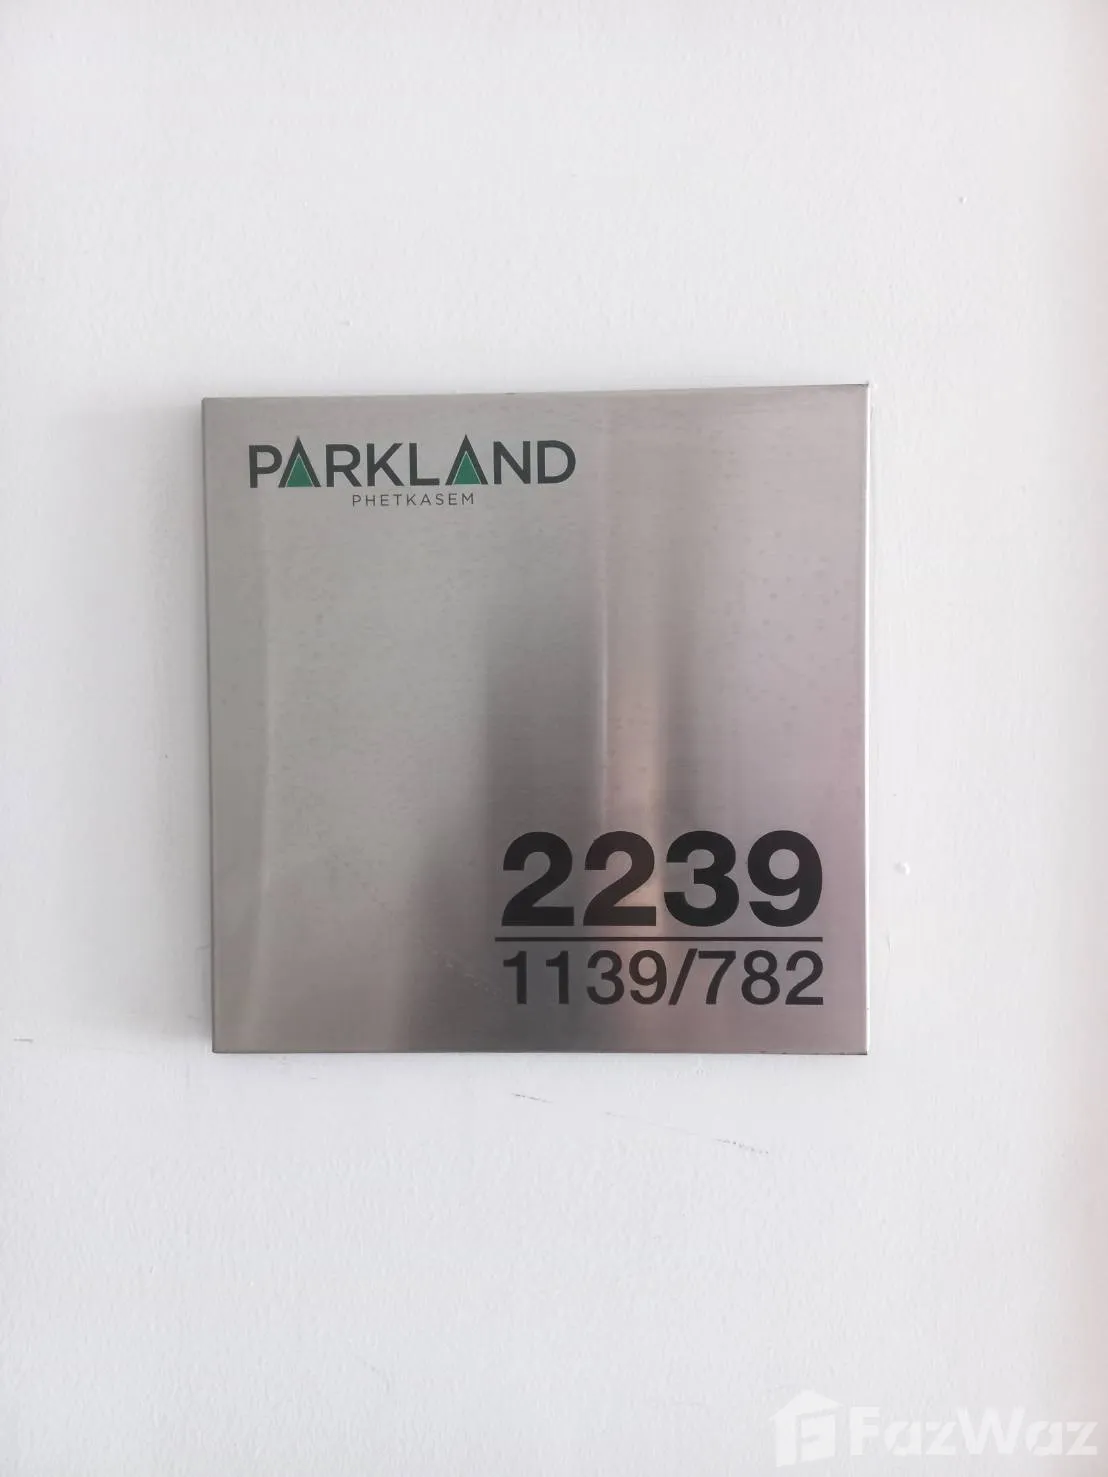 PARKLAND
PHETKASEM
2239
1139/782
FazWaz